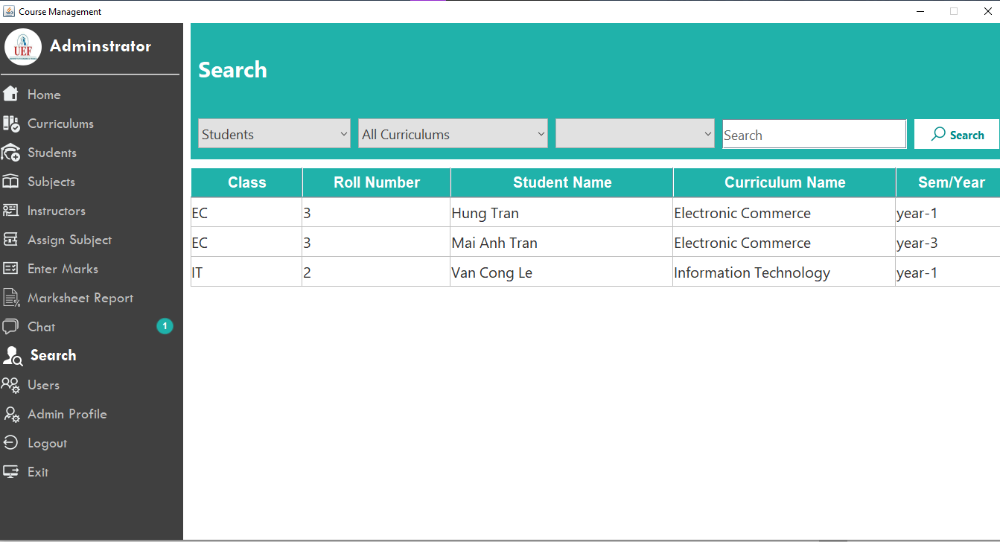 Course Management
UEF
Adminstrator
Home
Curriculums
Students
Subjects
Instructors
Assign Subject
Enter Marks
Marksheet Report
Chat 1
Search
Users
Admin Profile
Logout
Exit
Search
Students All Curriculums Search Search
Class Roll Number Student Name Curriculum Name Sem/Year
EC 3 Hung Tran Electronic Commerce year-1
EC 3 Mai Anh Tran Electronic Commerce year-3
IT 2 Van Cong Le Information Technology year-1